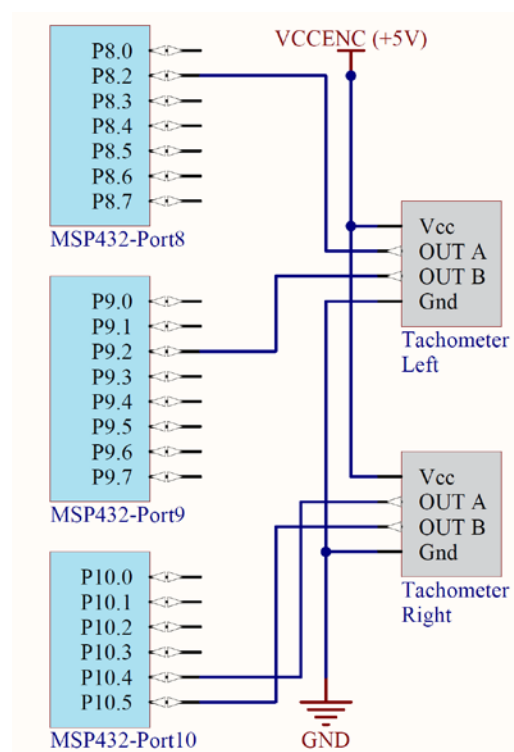 VCCENC (+5V)
P8.0
P8.2
P8.3
P8.4
P8.5
P8.6
P8.7
MSP432-Port8
Vcc
OUT A
OUT B
Gnd
Tachometer
Left
P9.0
P9.1
P9.2
P9.3
P9.4
P9.5
P9.6
P9.7
MSP432-Port9
Vcc
OUT A
OUT B
Gnd
Tachometer
Right
P10.0
P10.1
P10.2
P10.3
P10.4
P10.5
MSP432-Port10
GND